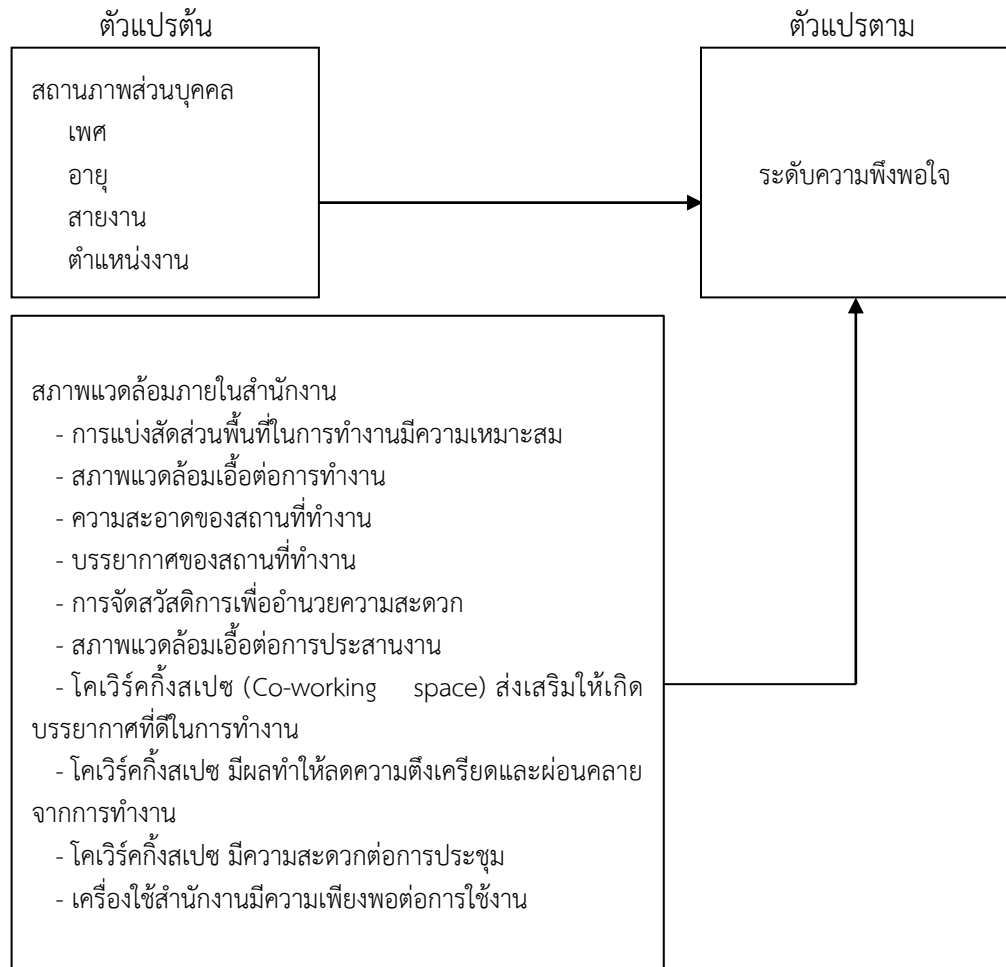 ตัวแปรต้น
ตัวแปรตาม
สถานภาพส่วนบุคคล
เพศ
อายุ
สายงาน
ตำแหน่งงาน
ระดับความพึงพอใจ
สภาพแวดล้อมภายในสำนักงาน
- การแบ่งสัดส่วนพื้นที่ในการทำงานมีความเหมาะสม
- สภาพแวดล้อมเอื้อต่อการทำงาน
- ความสะอาดของสถานที่ทำงาน
- บรรยากาศของสถานที่ทำงาน
- การจัดสวัสดิการเพื่ออำนวยความสะดวก
- สภาพแวดล้อมเอื้อต่อการประสานงาน
- โคเวิร์คกิ้งสเปซ (Co-working space) ส่งเสริมให้เกิด
บรรยากาศที่ดีในการทำงาน
- โคเวิร์คกิ้งสเปซ มีผลทำให้ลดความตึงเครียดและผ่อนคลาย
จากการทำงาน
- โคเวิร์คกิ้งสเปซ มีความสะดวกต่อการประชุม
- เครื่องใช้สำนักงานมีความเพียงพอต่อการใช้งาน